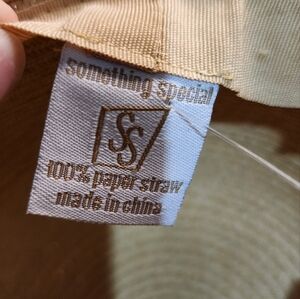 something special
SS
100% paper straw
made in china